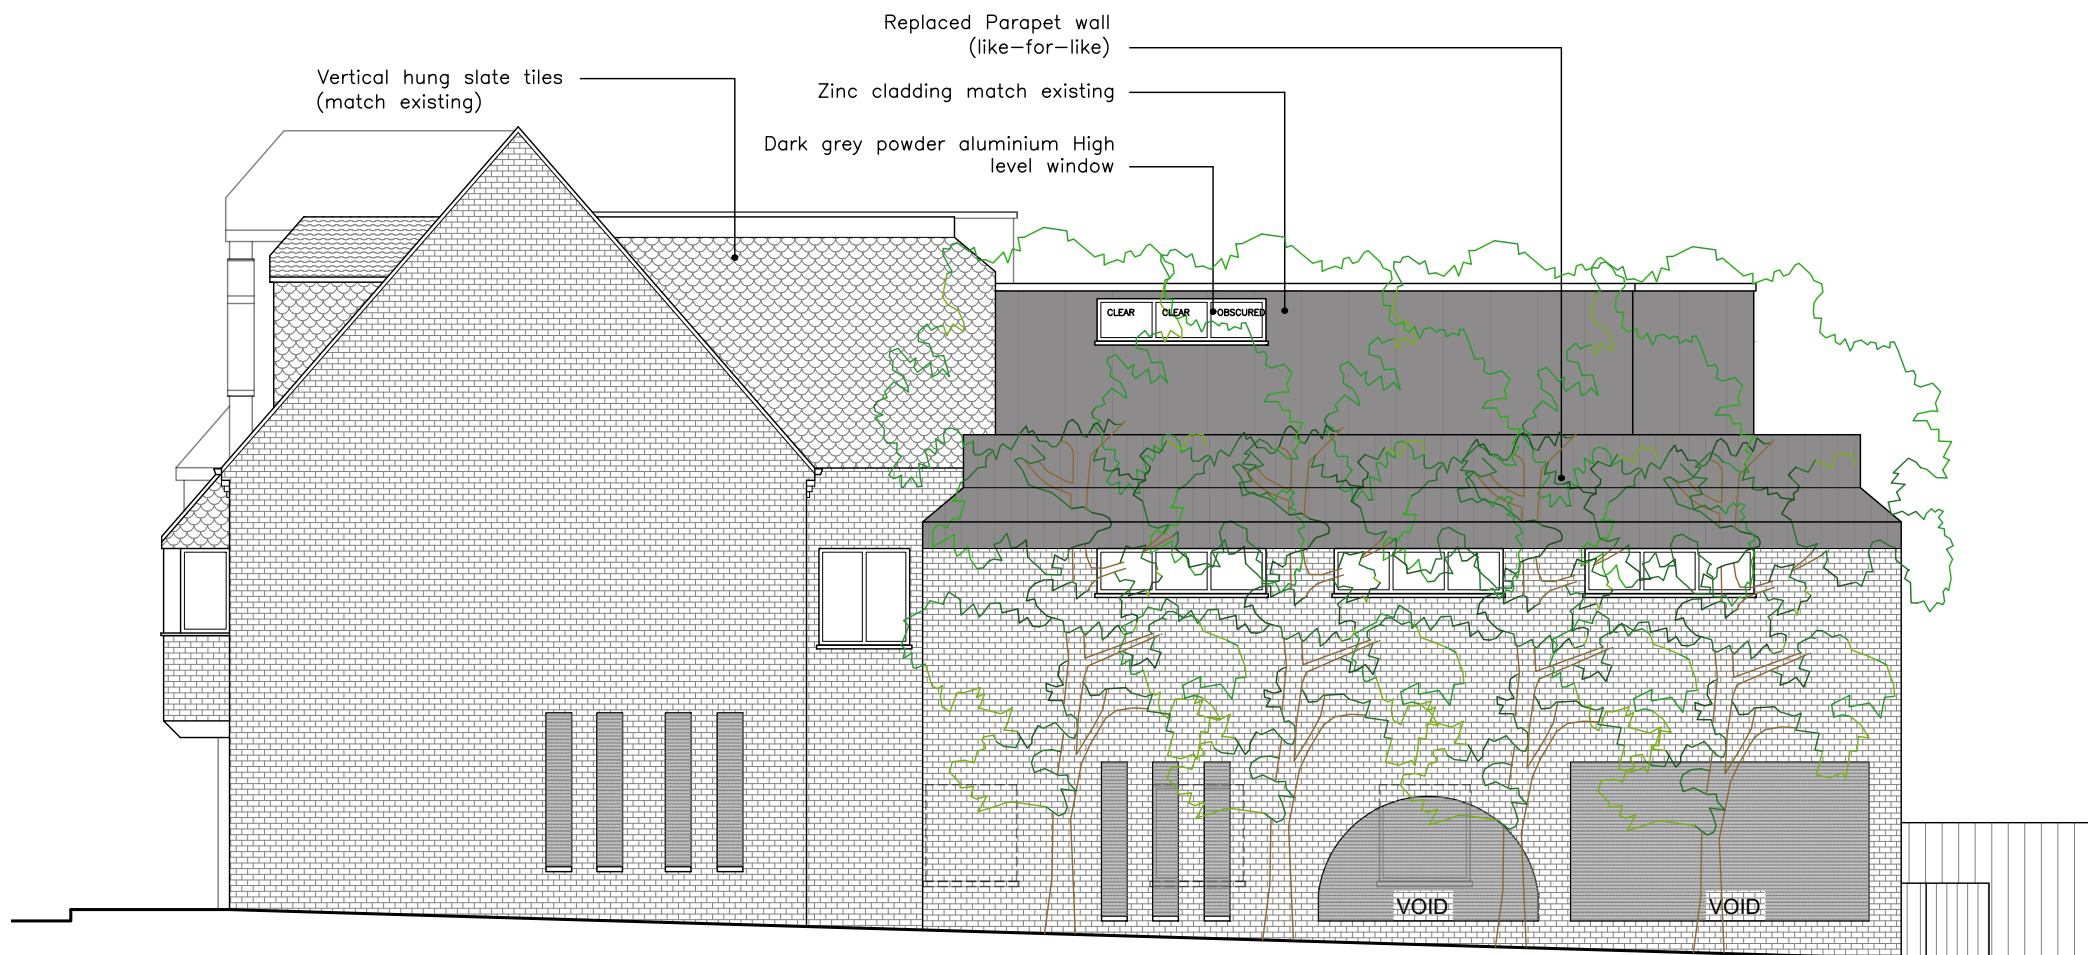 Replaced Parapet wall
(like-for-like)
Vertical hung slate tiles
(match existing)
Zinc cladding match existing
Dark grey powder aluminium High
level window
CLEAR
CLEAR
OBSCURED
VOID
VOID